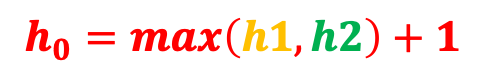 h₀ = max(h1, h2) + 1